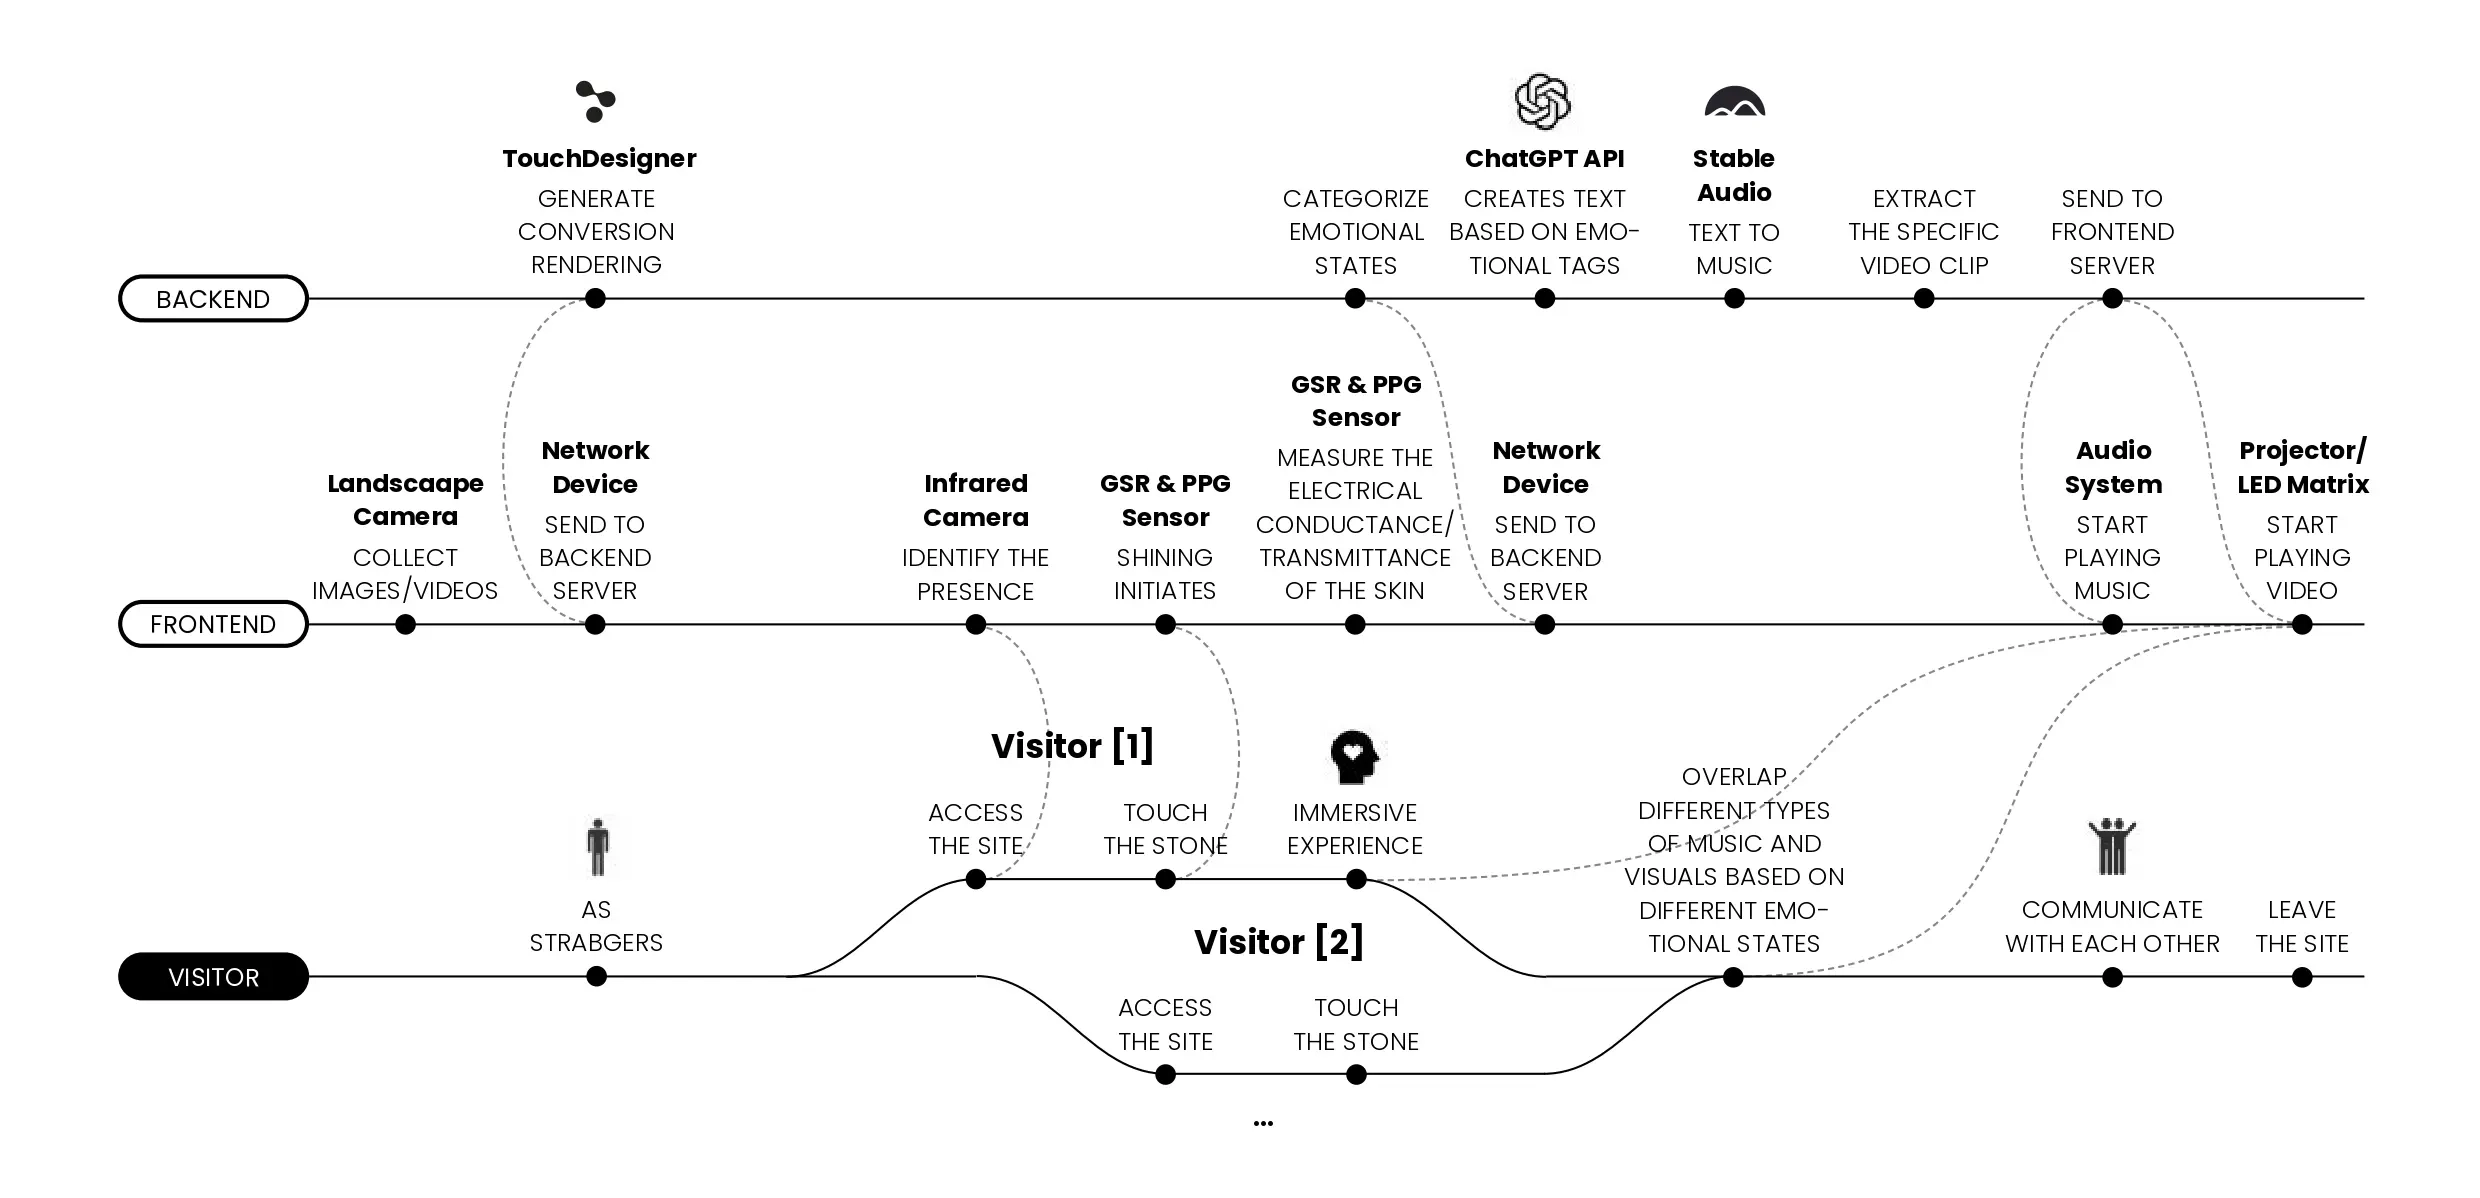 TouchDesigner
GENERATE
CONVERSION
RENDERING
CATEGORIZE
EMOTIONAL
STATES
ChatGPT API
CREATES TEXT
BASED ON EMO-
TIONAL TAGS
Stable
Audio
TEXT TO
MUSIC
EXTRACT
THE SPECIFIC
VIDEO CLIP
SEND TO
FRONTEND
SERVER
BACKEND
Landscaape
Camera
COLLECT
IMAGES/VIDEOS
Network
Device
SEND TO
BACKEND
SERVER
Infrared
Camera
IDENTIFY THE
PRESENCE
GSR & PPG
Sensor
SHINING
INITIATES
GSR & PPG
Sensor
MEASURE THE
ELECTRICAL
CONDUCTANCE/
TRANSMITTANCE
OF THE SKIN
Network
Device
SEND TO
BACKEND
SERVER
Audio
System
START
PLAYING
MUSIC
Projector/
LED Matrix
START
PLAYING
VIDEO
FRONTEND
Visitor [1]
ACCESS
THE SITE
TOUCH
THE STONE
IMMERSIVE
EXPERIENCE
OVERLAP
DIFFERENT TYPES
OF MUSIC AND
VISUALS BASED ON
DIFFERENT EMO-
TIONAL STATES
AS
STRABGERS
Visitor [2]
COMMUNICATE
WITH EACH OTHER
LEAVE
THE SITE
VISITOR
ACCESS
THE SITE
TOUCH
THE STONE
...